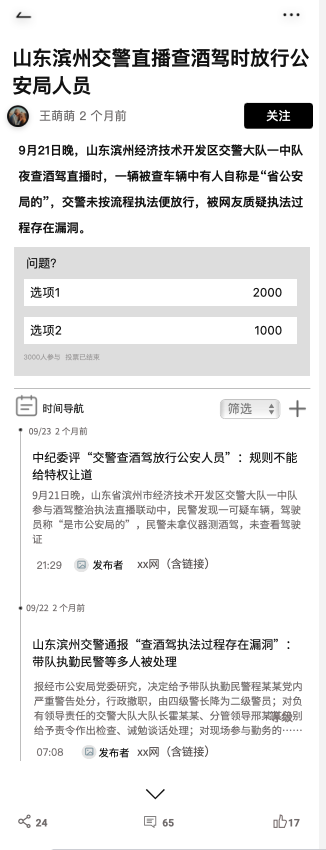 山东滨州交警直播查酒驾时放行公
安局人员
王萌萌 2 个月前
关注
9月21日晚，山东滨州经济技术开发区交警大队一中队
夜查酒驾直播时，一辆被查车辆中有人自称是“省公安
局的”，交警未按流程执法便放行，被网友质疑执法过
程存在漏洞。
问题?
选项1 2000
选项2 1000
3000人参与 投票已结束
时间导航
筛选
09/23 2 个月前
中纪委评“交警查酒驾放行公安人员”：规则不能
给特权让道
9月21日晚，山东省滨州市经济技术开发区交警大队一中队
参与酒驾整治执法直播联动中，民警发现一可疑车辆，驾驶
员称“是市公安局的”，民警未拿仪器测酒驾，未查看驾驶
证
21:29 发布者 xx网（含链接）
09/22 2 个月前
山东滨州交警通报“查酒驾执法过程存在漏洞”：
带队执勤民警等多人被处理
报经市公安局党委研究，决定给予带队执勤民警程某某党内
严重警告处分，行政撤职，由四级警长降为二级警员；对负
有领导责任的交警大队大队长霍某某、分管领导邢某某分别
给予责令作出检查、诫勉谈话处理；对现场参与勤务的……
等级
07:08 发布者 xx网（含链接）
24
65
17